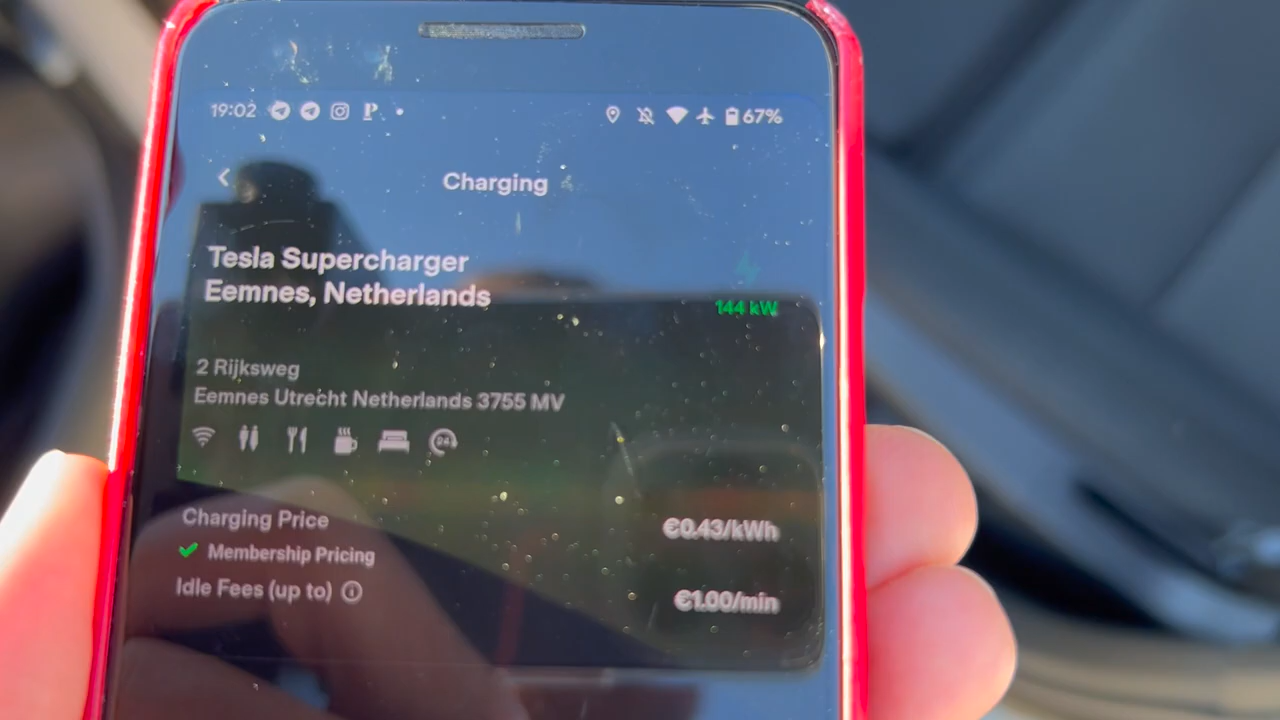 19:02 P 67%
Charging
Tesla Supercharger
Eemnes, Netherlands
144 kW
2 Rijksweg
Eemnes Utrecht Netherlands 3755 MV
24
Charging Price €0.43/kWh
Membership Pricing
Idle Fees (up to) €1.00/min